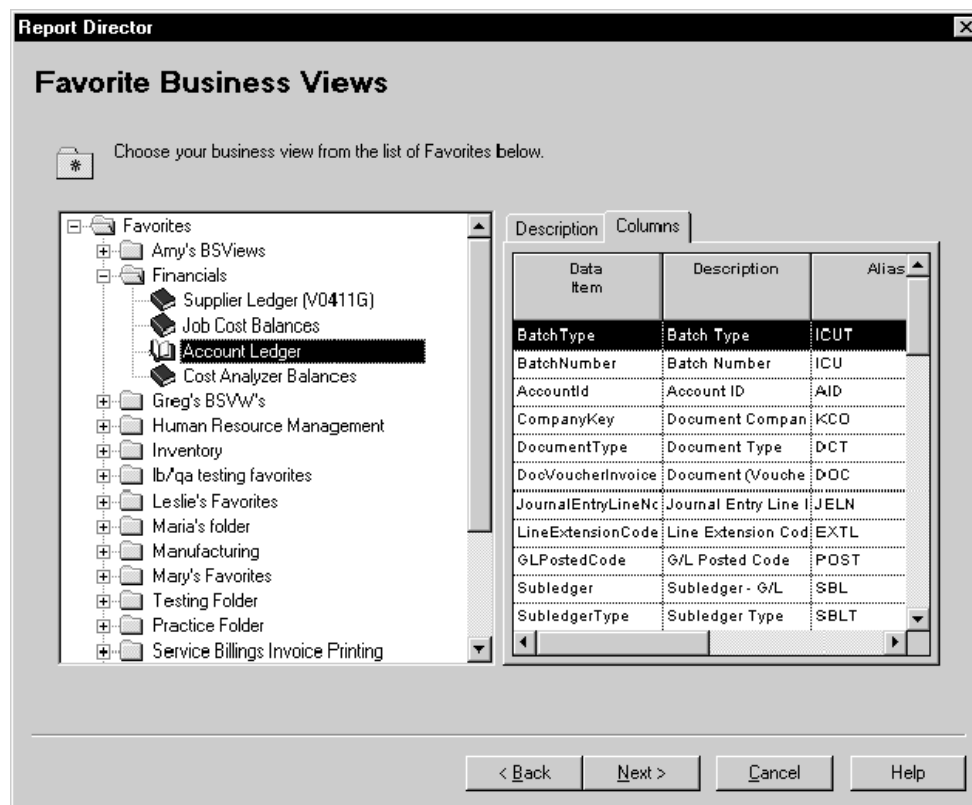 Report Director
Favorite Business Views
Choose your business view from the list of Favorites below.
Favorites
Amy's BSViews
Financials
Supplier Ledger (V0411G)
Job Cost Balances
Account Ledger
Cost Analyzer Balances
Greg's BSVW's
Human Resource Management
Inventory
lb/'qa testing favorites
Leslie's Favorites
Maria's folder
Manufacturing
Mary's Favorites
Testing Folder
Practice Folder
Service Billings Invoice Printing
Description Columns
Data Item Description Alias
BatchType Batch Type ICUT
BatchNumber Batch Number ICU
AccountId Account ID AID
CompanyKey Document Compan KCO
DocumentType Document Type DCT
DocVoucherInvoice Document (Vouche DOC
JournalEntryLineNo Journal Entry Line JELN
LineExtensionCode Line Extension Cod EXTL
GLPostedCode G/L Posted Code POST
Subledger Subledger - G/L SBL
SubledgerType Subledger Type SBLT
< Back Next > Cancel Help